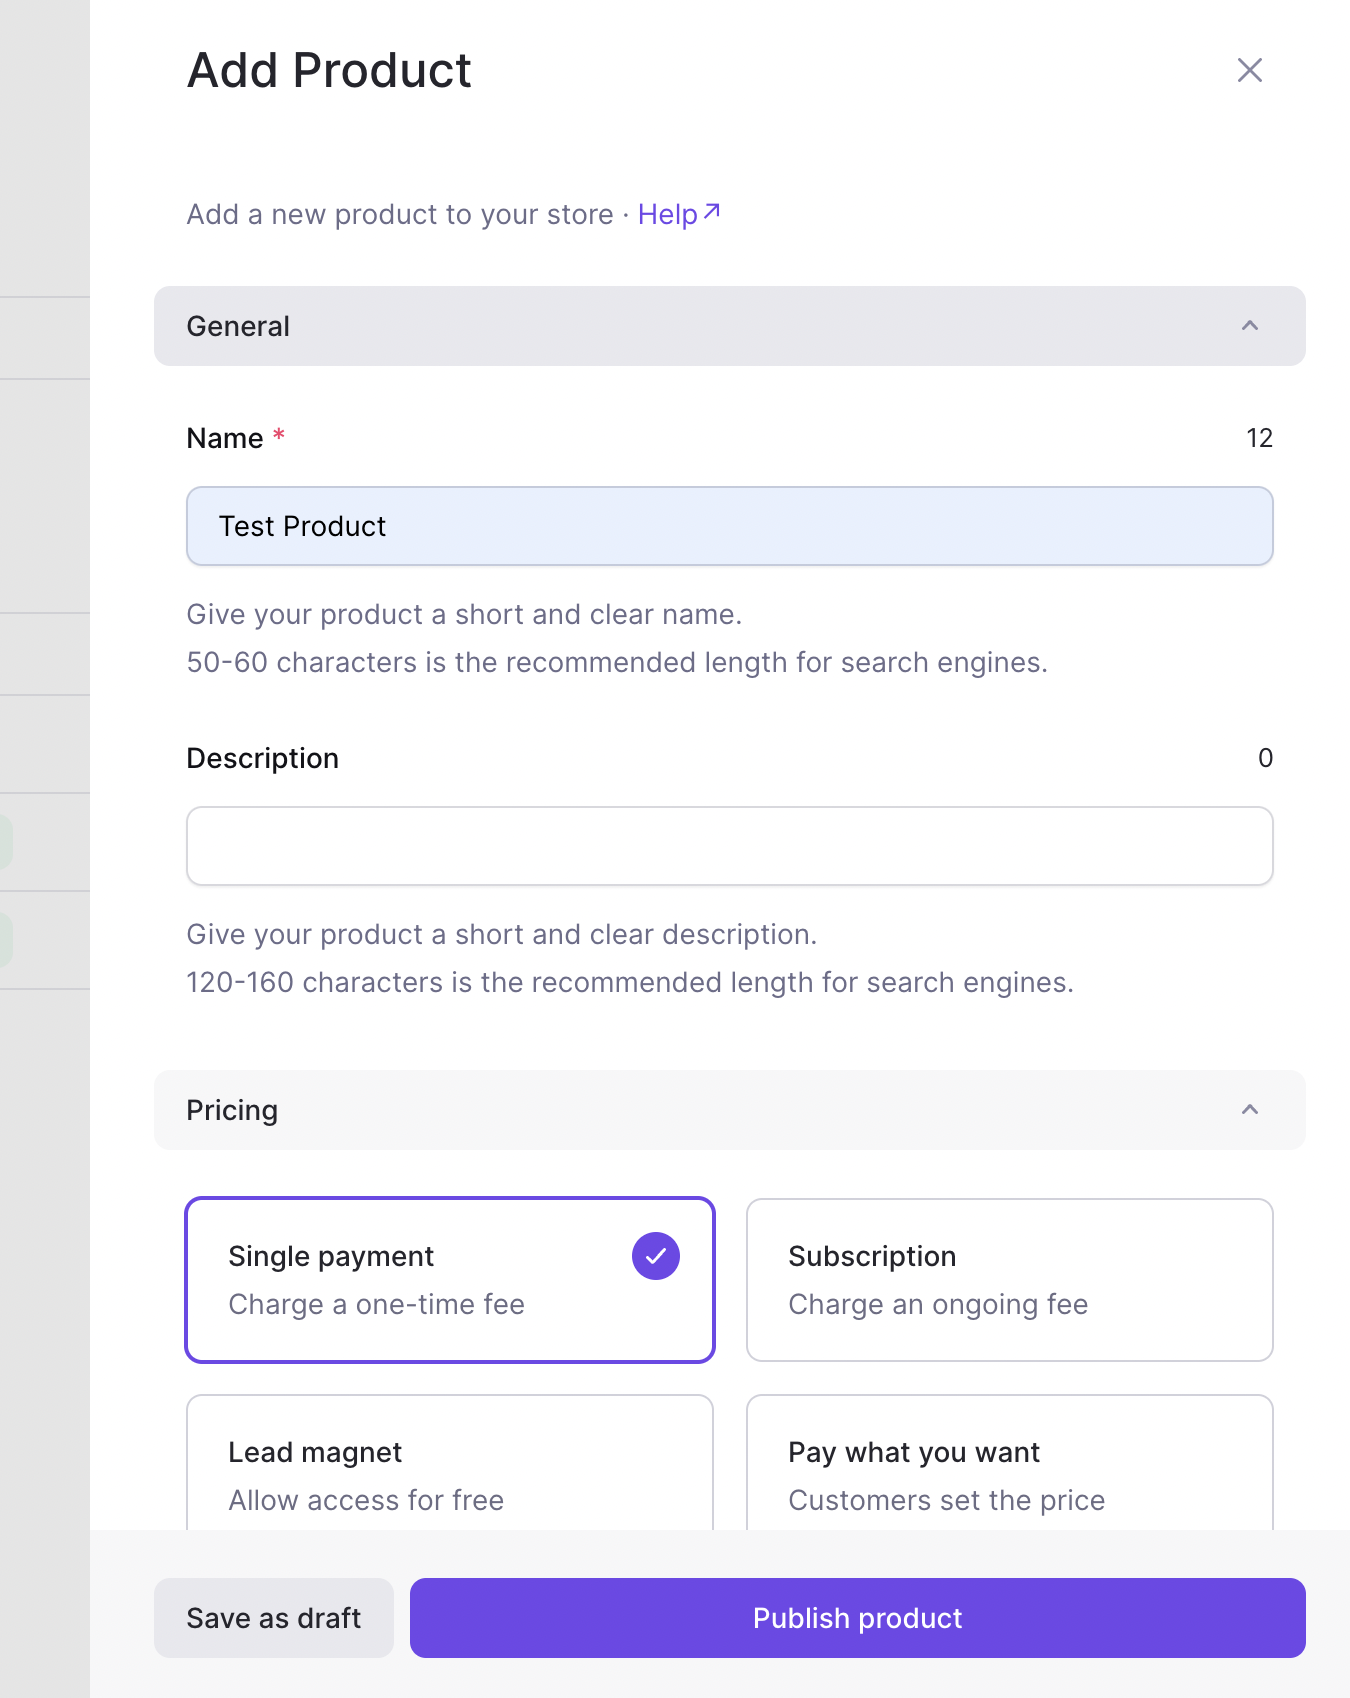 Add Product
Add a new product to your store · Help↗
General
Name * 12
Test Product
Give your product a short and clear name.
50-60 characters is the recommended length for search engines.
Description 0
Give your product a short and clear description.
120-160 characters is the recommended length for search engines.
Pricing
Single payment
Charge a one-time fee
Subscription
Charge an ongoing fee
Lead magnet
Allow access for free
Pay what you want
Customers set the price
Save as draft
Publish product